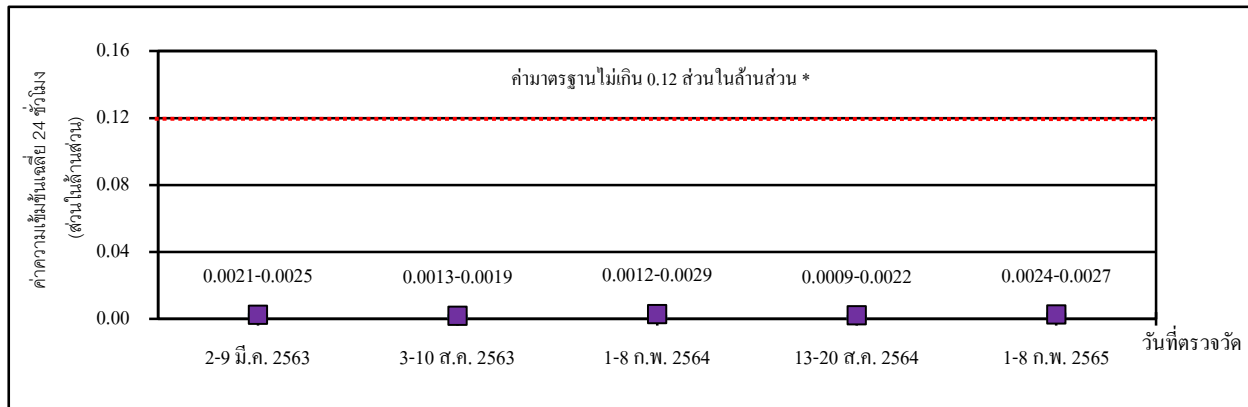 ค่าความเข้มข้นเฉลี่ย 24 ชั่วโมง
(ส่วนในล้านส่วน)
0.16
ค่ามาตรฐานไม่เกิน 0.12 ส่วนในล้านส่วน *
0.12
0.08
0.04
0.0021-0.0025 0.0013-0.0019 0.0012-0.0029 0.0009-0.0022 0.0024-0.0027
0.00
2-9 มี.ค. 2563 3-10 ส.ค. 2563 1-8 ก.พ. 2564 13-20 ส.ค. 2564 1-8 ก.พ. 2565
วันที่ตรวจวัด